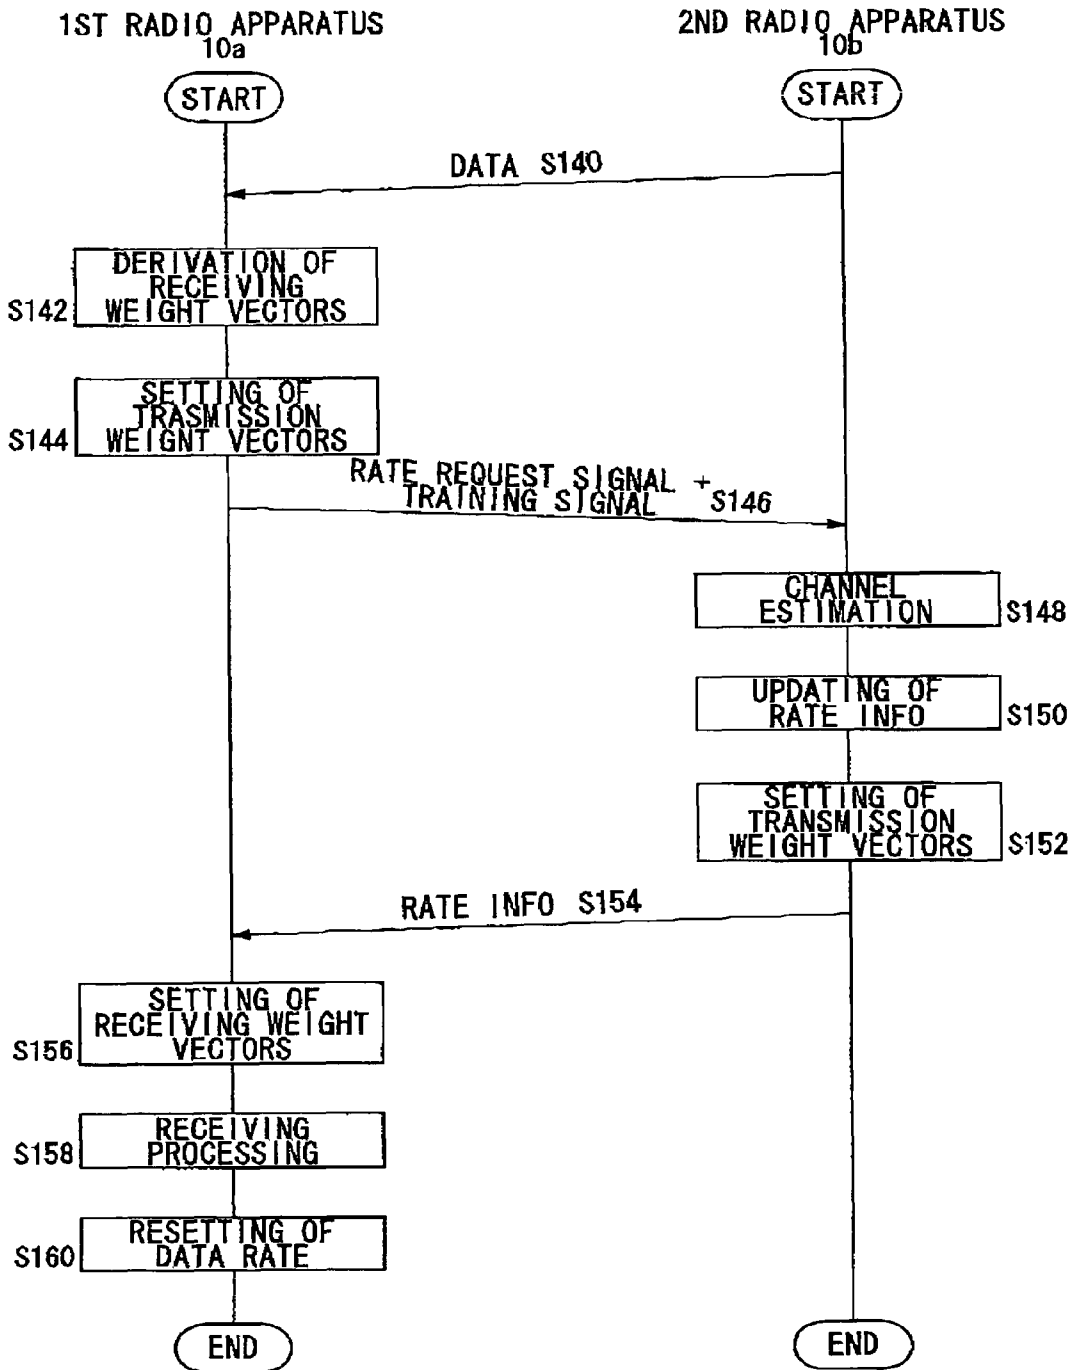 1ST RADIO APPARATUS
10a
2ND RADIO APPARATUS
10b
START
START
DATA S140
DERIVATION OF
RECEIVING
WEIGHT VECTORS
S142
SETTING OF
TRASMISSION
WEIGNT VECTORS
S144
RATE REQUEST SIGNAL +
TRATNING SIGNAL
S146
CHANNEL
ESTIMATION
S148
UPDATING OF
RATE INFO
S150
SETTING OF
TRANSMISSION
WEIGHT VECTORS
S152
RATE INFO S154
SETTING OF
RECEIVING WEIGHT
VECTORS
S156
RECEIVING
PROCESSING
S158
RESETTING OF
DATA RATE
S160
END
END